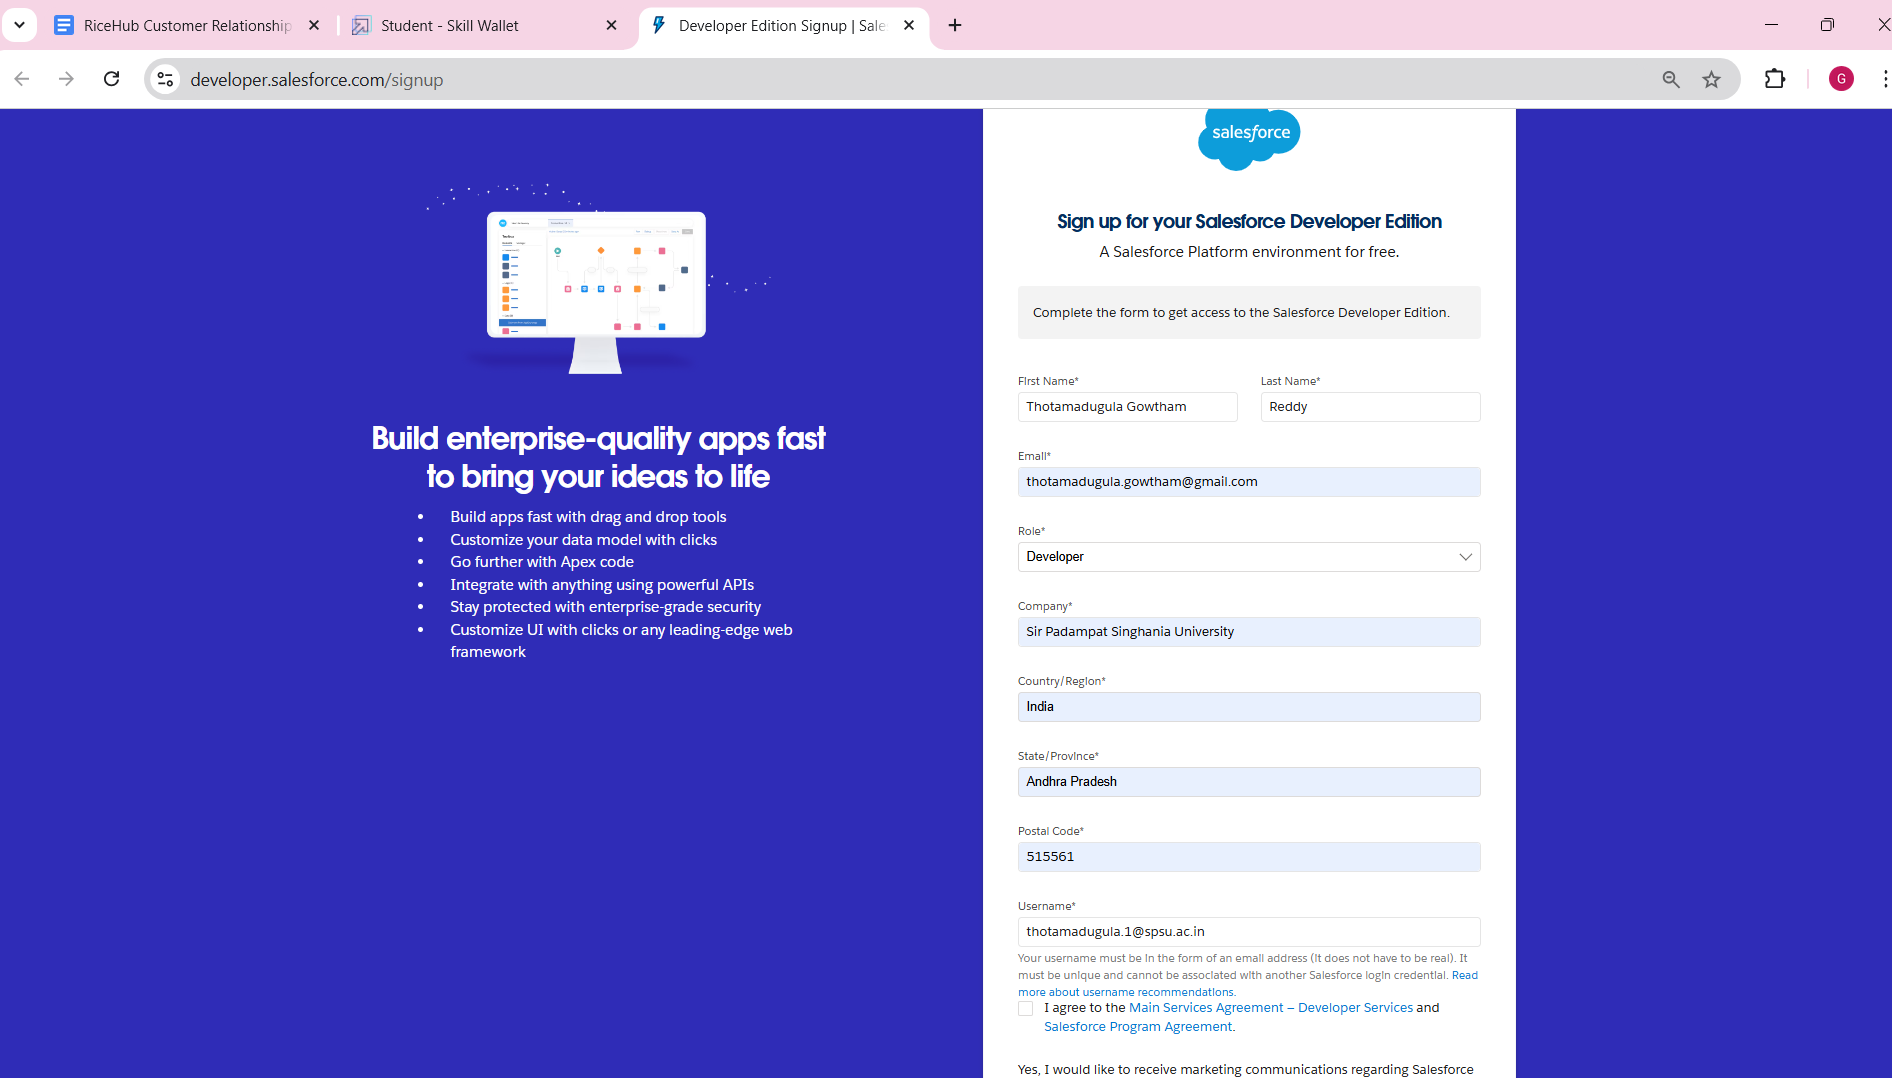 RiceHub Customer Relationship
Student - Skill Wallet
Developer Edition Signup | Sale
developer.salesforce.com/signup
G
salesforce
Sign up for your Salesforce Developer Edition
A Salesforce Platform environment for free.
Complete the form to get access to the Salesforce Developer Edition.
First Name* Last Name*
Thotamadugula Gowtham Reddy
Email*
thotamadugula.gowtham@gmail.com
Role*
Developer
Company*
Sir Padampat Singhania University
Country/Region*
India
State/Province*
Andhra Pradesh
Postal Code*
515561
Username*
thotamadugula.1@spsu.ac.in
Your username must be in the form of an email address (it does not have to be real). It
must be unique and cannot be associated with another Salesforce login credential. Read
more about username recommendations.
I agree to the Main Services Agreement – Developer Services and
Salesforce Program Agreement.
Yes, I would like to receive marketing communications regarding Salesforce
Build enterprise-quality apps fast
to bring your ideas to life
• Build apps fast with drag and drop tools
• Customize your data model with clicks
• Go further with Apex code
• Integrate with anything using powerful APIs
• Stay protected with enterprise-grade security
• Customize UI with clicks or any leading-edge web
framework